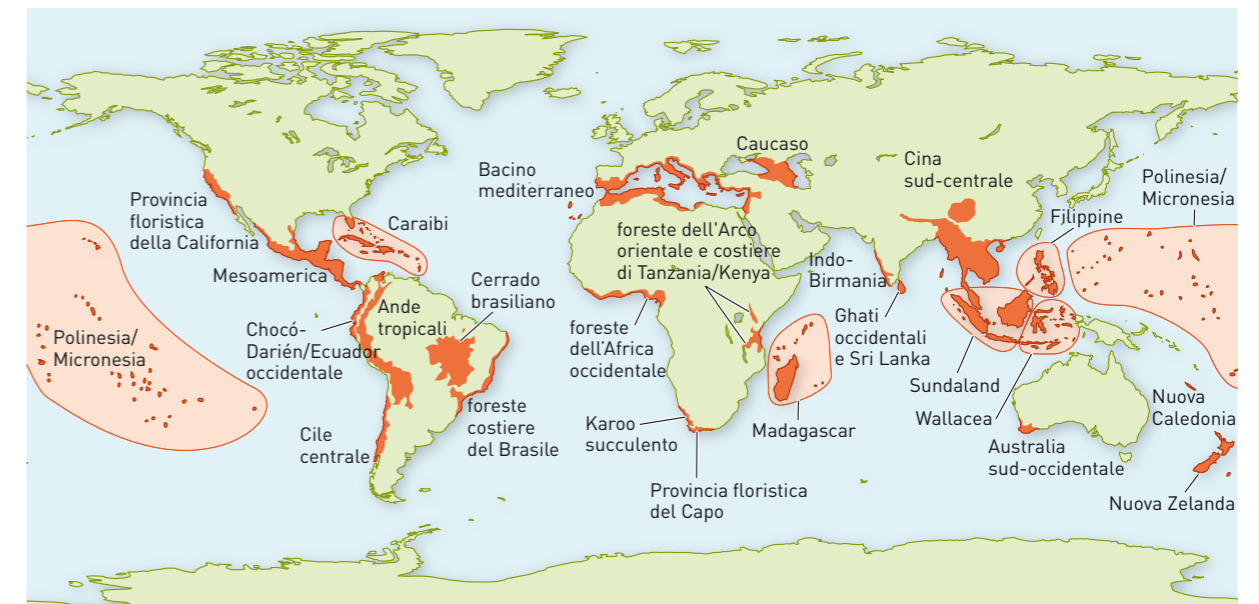 Provincia
floristica
della California
Mesoamerica
Polinesia/
Micronesia
Caraibi
Chocó-
Darién/Ecuador
occidentale
Ande
tropicali
Cerrado
brasiliano
Cile
centrale
foreste
costiere
del Brasile
Bacino
mediterraneo
Caucaso
foreste dell'Arco
orientale e costiere
di Tanzania/Kenya
foreste
dell'Africa
occidentale
Karoo
succulento
Provincia floristica
del Capo
Madagascar
Indo-
Birmania
Ghati
occidentali
e Sri Lanka
Cina
sud-centrale
Filippine
Polinesia/
Micronesia
Sundaland
Wallacea
Australia
sud-occidentale
Nuova
Caledonia
Nuova Zelanda